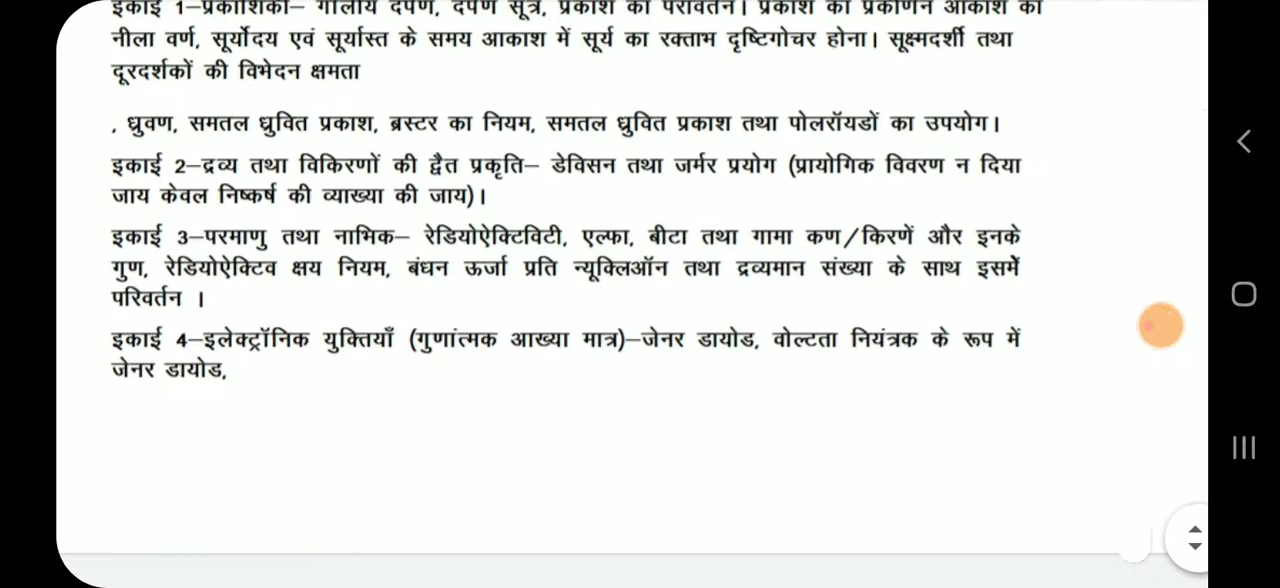 इकाई 1–प्रकाशिकी– गोलीय दर्पण, दर्पण सूत्र, प्रकाश का परावर्तन। प्रकाश का प्रकीर्णन आकाश का
नीला वर्ण, सूर्योदय एवं सूर्यास्त के समय आकाश में सूर्य का रक्ताभ दृष्टिगोचर होना। सूक्ष्मदर्शी तथा
दूरदर्शकों की विभेदन क्षमता
, ध्रुवण, समतल ध्रुवित प्रकाश, ब्रस्टर का नियम, समतल ध्रुवित प्रकाश तथा पोलरॉयडों का उपयोग।
इकाई 2–द्रव्य तथा विकिरणों की द्वैत प्रकृति– डेविसन तथा जर्मर प्रयोग (प्रायोगिक विवरण न दिया
जाय केवल निष्कर्ष की व्याख्या की जाय)।
इकाई 3–परमाणु तथा नाभिक– रेडियोऐक्टिविटी, एल्फा, बीटा तथा गामा कण/किरणें और इनके
गुण, रेडियोऐक्टिव क्षय नियम, बंधन ऊर्जा प्रति न्यूक्लिऑन तथा द्रव्यमान संख्या के साथ इसमें
परिवर्तन ।
इकाई 4–इलेक्ट्रॉनिक युक्तियाँ (गुणांत्मक आख्या मात्र)–जेनर डायोड, वोल्टता नियंत्रक के रूप में
जेनर डायोड,